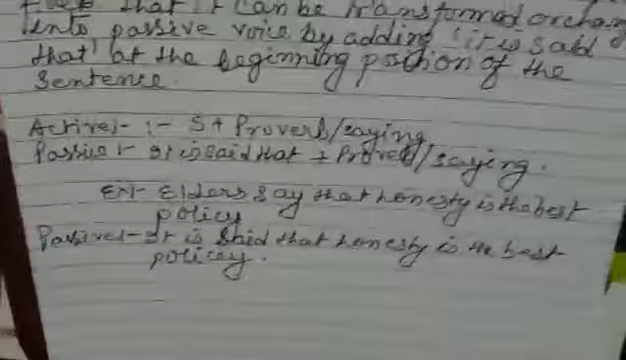 that it can be transformed or chan
into passive voice by adding 'it is said
that' at the beginning portion of the
sentence.
Active:- :- S + Proverb/saying
Passive:- It is said that + Proverb/saying.
Ex:- Elders say that honesty is the best
policy
Passive:- It is said that honesty is the best
policey.